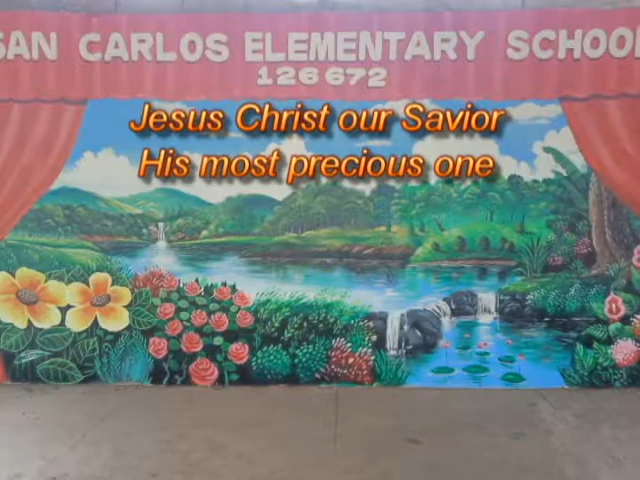 SAN CARLOS ELEMENTARY SCHOOL
126672
Jesus Christ our Savior
His most precious one